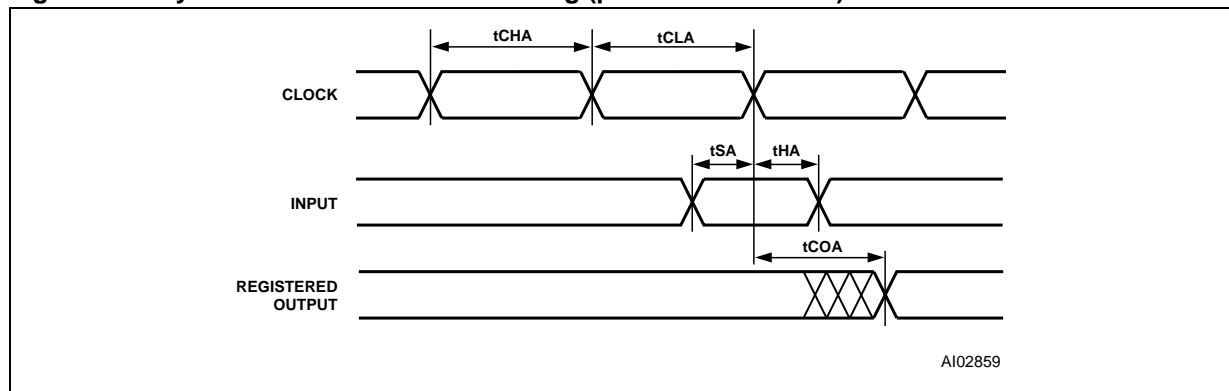 tCHA tCLA
CLOCK
tSA tHA
INPUT
tCOA
REGISTERED
OUTPUT
AI02859